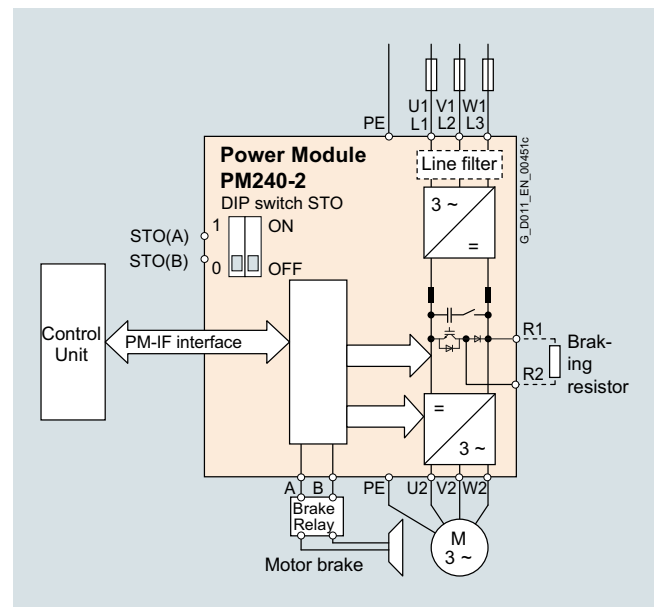 U1 V1 W1
PE L1 L2 L3
Power Module
PM240-2
Line filter
DIP switch STO
G_D011_EN_00451c
STO(A) 1 ON
STO(B) 0 OFF
3 ~
=
Control
Unit
PM-IF interface
R1
R2
Brak-
ing
resistor
=
3 ~
A B PE U2 V2 W2
Brake
Relay
Motor brake
M
3 ~